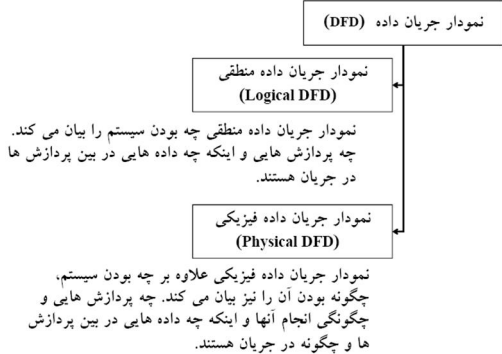 نمودار جریان داده (DFD)
نمودار جریان داده منطقی
(Logical DFD)
نمودار جریان داده منطقی چه بودن سیستم را بیان می کند.
چه پردازش هایی و اینکه چه داده هایی در بین پردازش ها
در جریان هستند.
نمودار جریان داده فیزیکی
(Physical DFD)
نمودار جریان داده فیزیکی علاوه بر چه بودن سیستم،
چگونه بودن آن را نیز بیان می کند. چه پردازش هایی و
چگونگی انجام آنها و اینکه چه داده هایی در بین پردازش
ها و چگونه در جریان هستند.